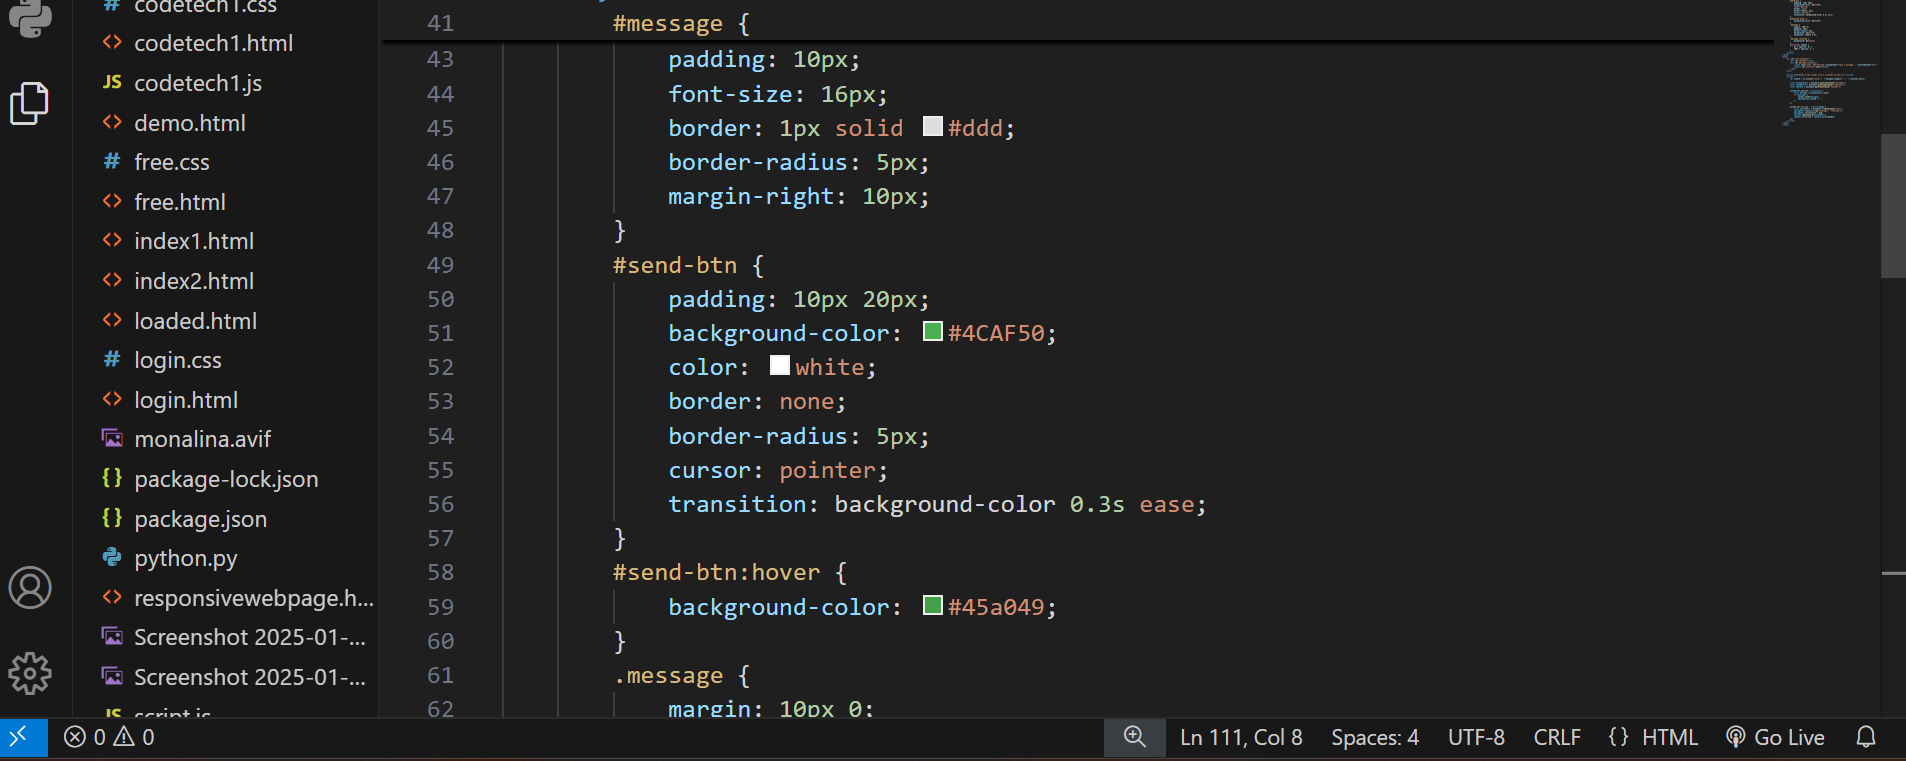 codetech1.css
codetech1.html
JS codetech1.js
demo.html
# free.css
free.html
index1.html
index2.html
loaded.html
# login.css
login.html
monalina.avif
{} package-lock.json
{} package.json
python.py
responsivewebpage.h...
Screenshot 2025-01-...
Screenshot 2025-01-...
JS script.js
41 #message {
43 padding: 10px;
44 font-size: 16px;
45 border: 1px solid #ddd;
46 border-radius: 5px;
47 margin-right: 10px;
48 }
49 #send-btn {
50 padding: 10px 20px;
51 background-color: #4CAF50;
52 color: white;
53 border: none;
54 border-radius: 5px;
55 cursor: pointer;
56 transition: background-color 0.3s ease;
57 }
58 #send-btn:hover {
59 background-color: #45a049;
60 }
61 .message {
62 margin: 10px 0;
0 0
Ln 111, Col 8 Spaces: 4 UTF-8 CRLF {} HTML Go Live